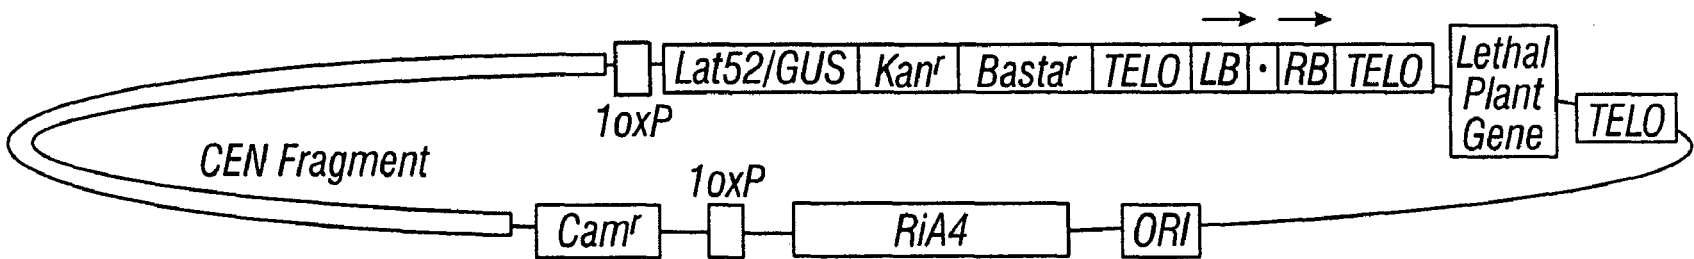 Lat52/GUS Kanʳ Bastaʳ TELO LB · RB TELO
Lethal
Plant
Gene
TELO
1oxP
CEN Fragment
1oxP
Camʳ
RiA4
ORI